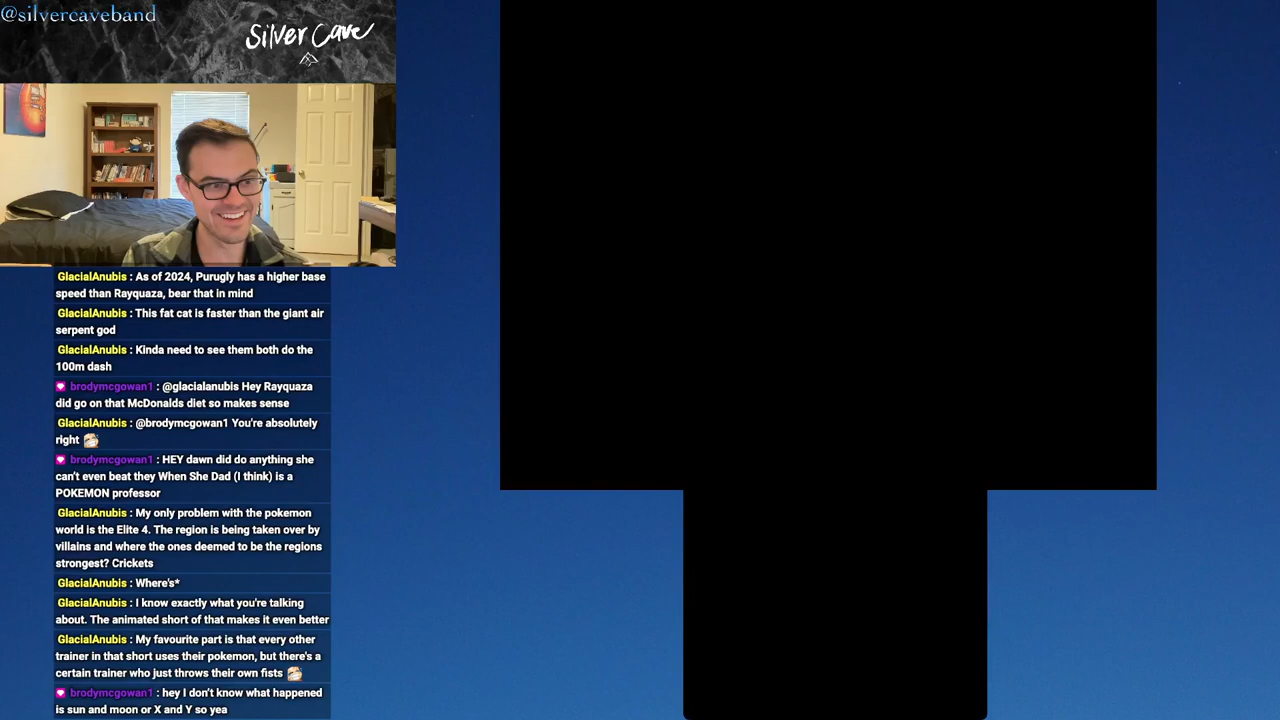 @silvercaveband
Silver Cave
GlacialAnubis : As of 2024, Purugly has a higher base
speed than Rayquaza, bear that in mind
GlacialAnubis : This fat cat is faster than the giant air
serpent god
GlacialAnubis : Kinda need to see them both do the
100m dash
brodymcgowan1 : @glacialanubis Hey Rayquaza
did go on that McDonalds diet so makes sense
GlacialAnubis : @brodymcgowan1 You're absolutely
right
brodymcgowan1 : HEY dawn did do anything she
can't even beat they When She Dad (I think) is a
POKEMON professor
GlacialAnubis : My only problem with the pokemon
world is the Elite 4. The region is being taken over by
villains and where the ones deemed to be the regions
strongest? Crickets
GlacialAnubis : Where's*
GlacialAnubis : I know exactly what you're talking
about. The animated short of that makes it even better
GlacialAnubis : My favourite part is that every other
trainer in that short uses their pokemon, but there's a
certain trainer who just throws their own fists
brodymcgowan1 : hey I don't know what happened
is sun and moon or X and Y so yea